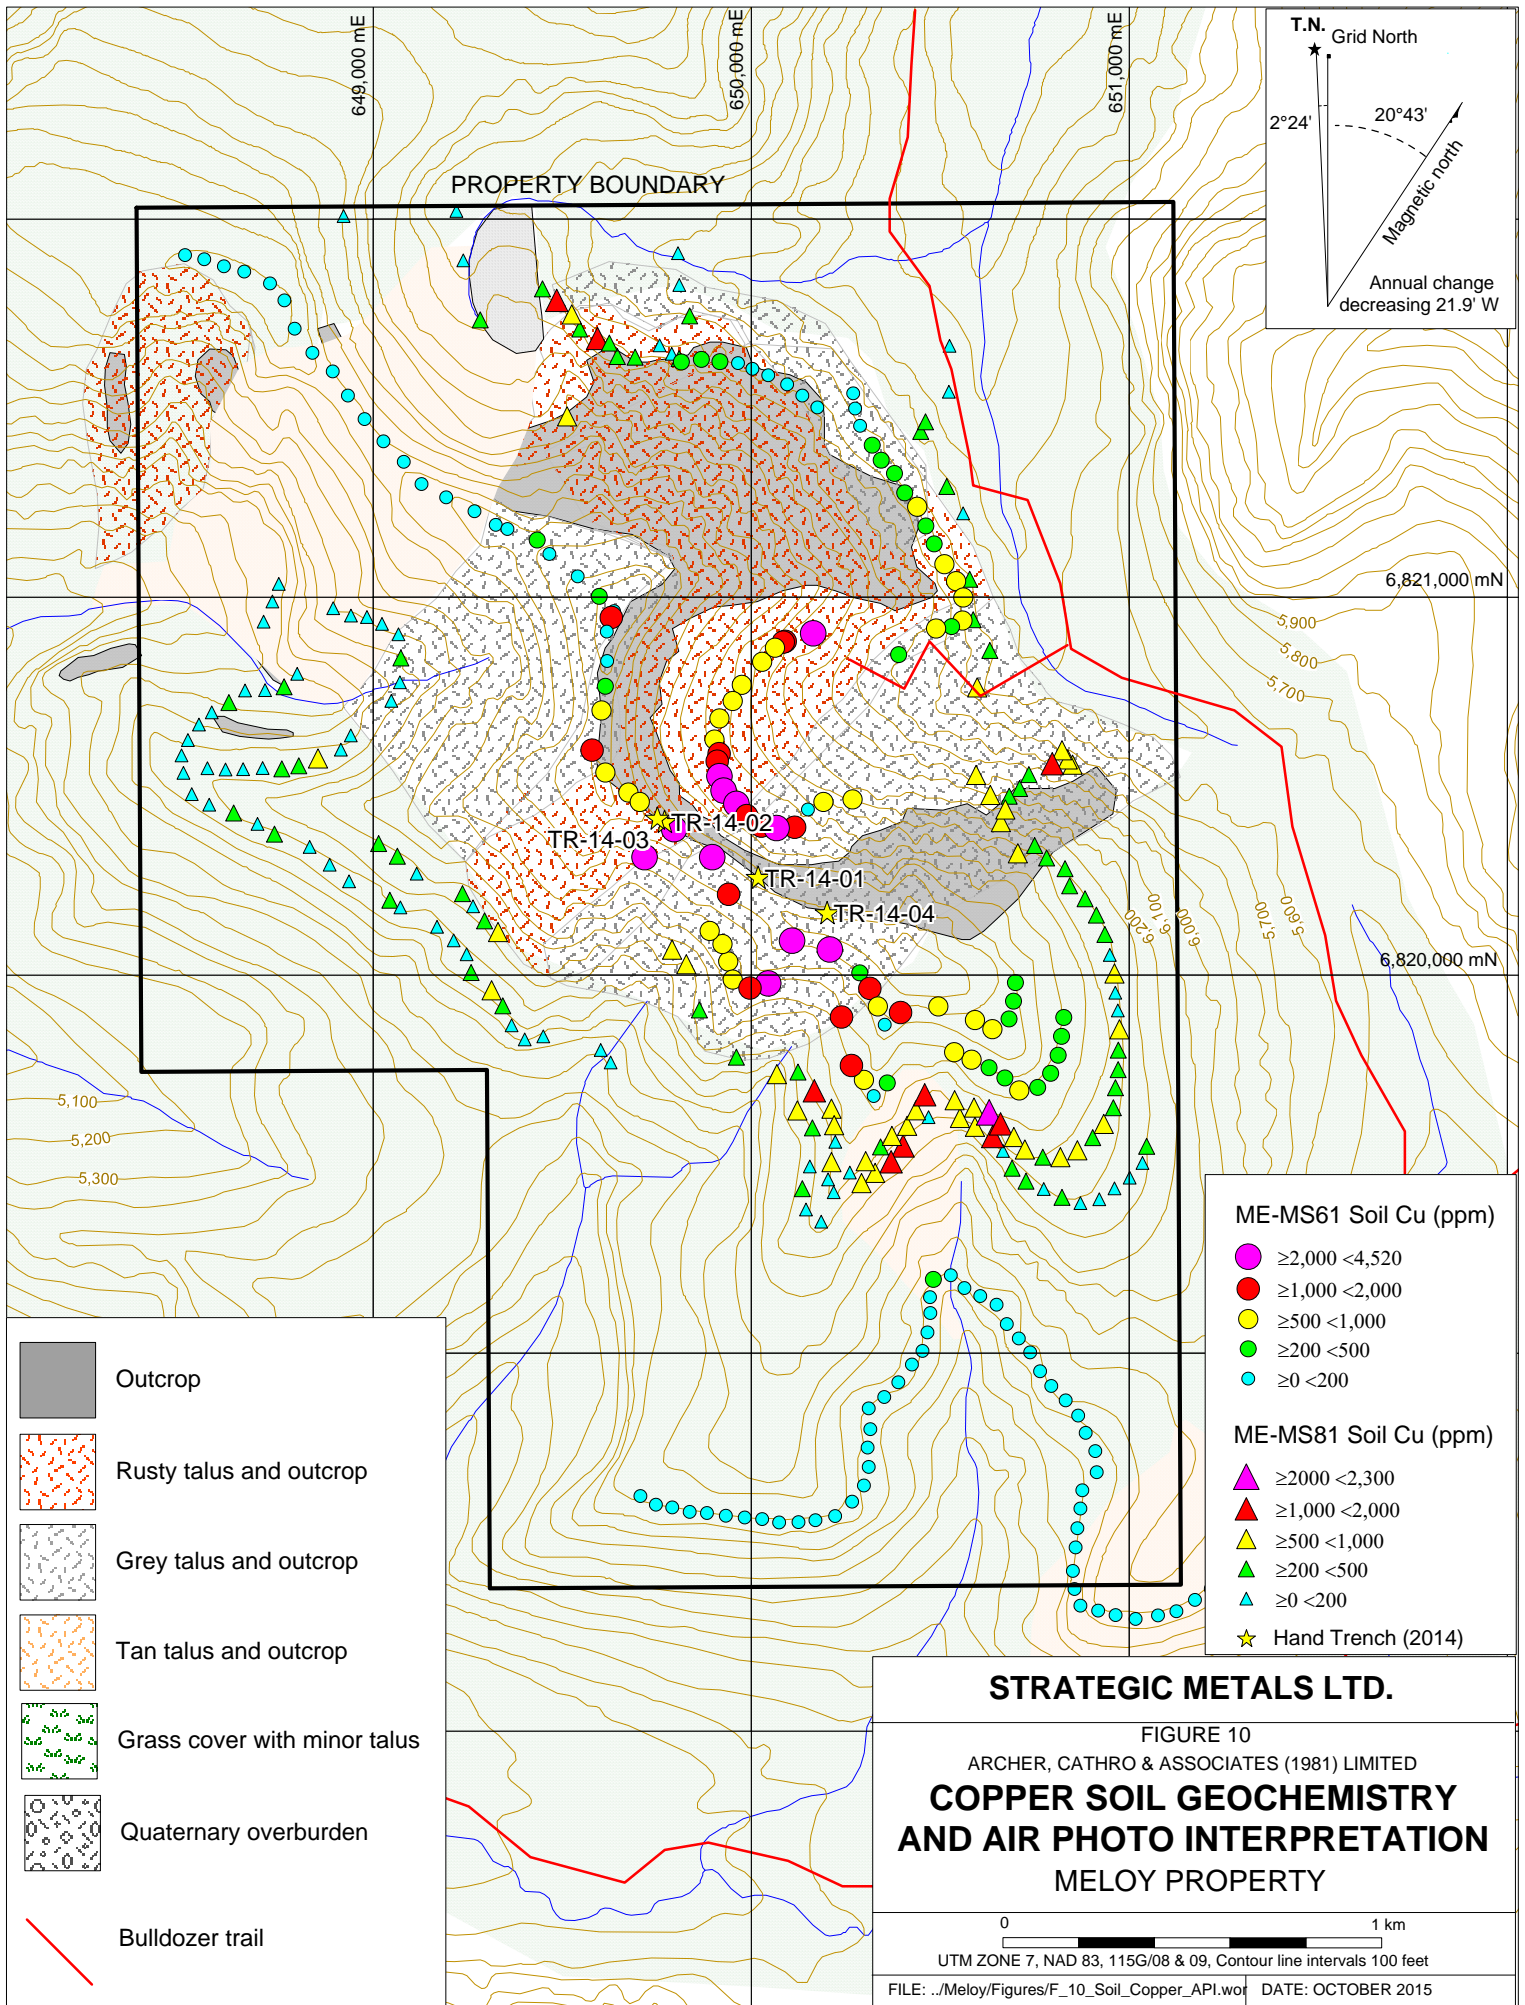 649,000 mE
650,000 mE
651,000 mE
T.N.
Grid North
2°24'
20°43'
Magnetic north
Annual change
decreasing 21.9' W
PROPERTY BOUNDARY
6,821,000 mN
5,900
5,800
5,700
TR-14-02
TR-14-03
TR-14-01
TR-14-04
6,200
6,100
6,000
5,700
5,600
6,820,000 mN
5,100
5,200
5,300
ME-MS61 Soil Cu (ppm)
≥2,000 <4,520
≥1,000 <2,000
≥500 <1,000
≥200 <500
≥0 <200
ME-MS81 Soil Cu (ppm)
≥2000 <2,300
≥1,000 <2,000
≥500 <1,000
≥200 <500
≥0 <200
Hand Trench (2014)
Outcrop
Rusty talus and outcrop
Grey talus and outcrop
Tan talus and outcrop
Grass cover with minor talus
Quaternary overburden
Bulldozer trail
STRATEGIC METALS LTD.
FIGURE 10
ARCHER, CATHRO & ASSOCIATES (1981) LIMITED
COPPER SOIL GEOCHEMISTRY
AND AIR PHOTO INTERPRETATION
MELOY PROPERTY
0 1 km
UTM ZONE 7, NAD 83, 115G/08 & 09, Contour line intervals 100 feet
FILE: ../Meloy/Figures/F_10_Soil_Copper_API.wor DATE: OCTOBER 2015